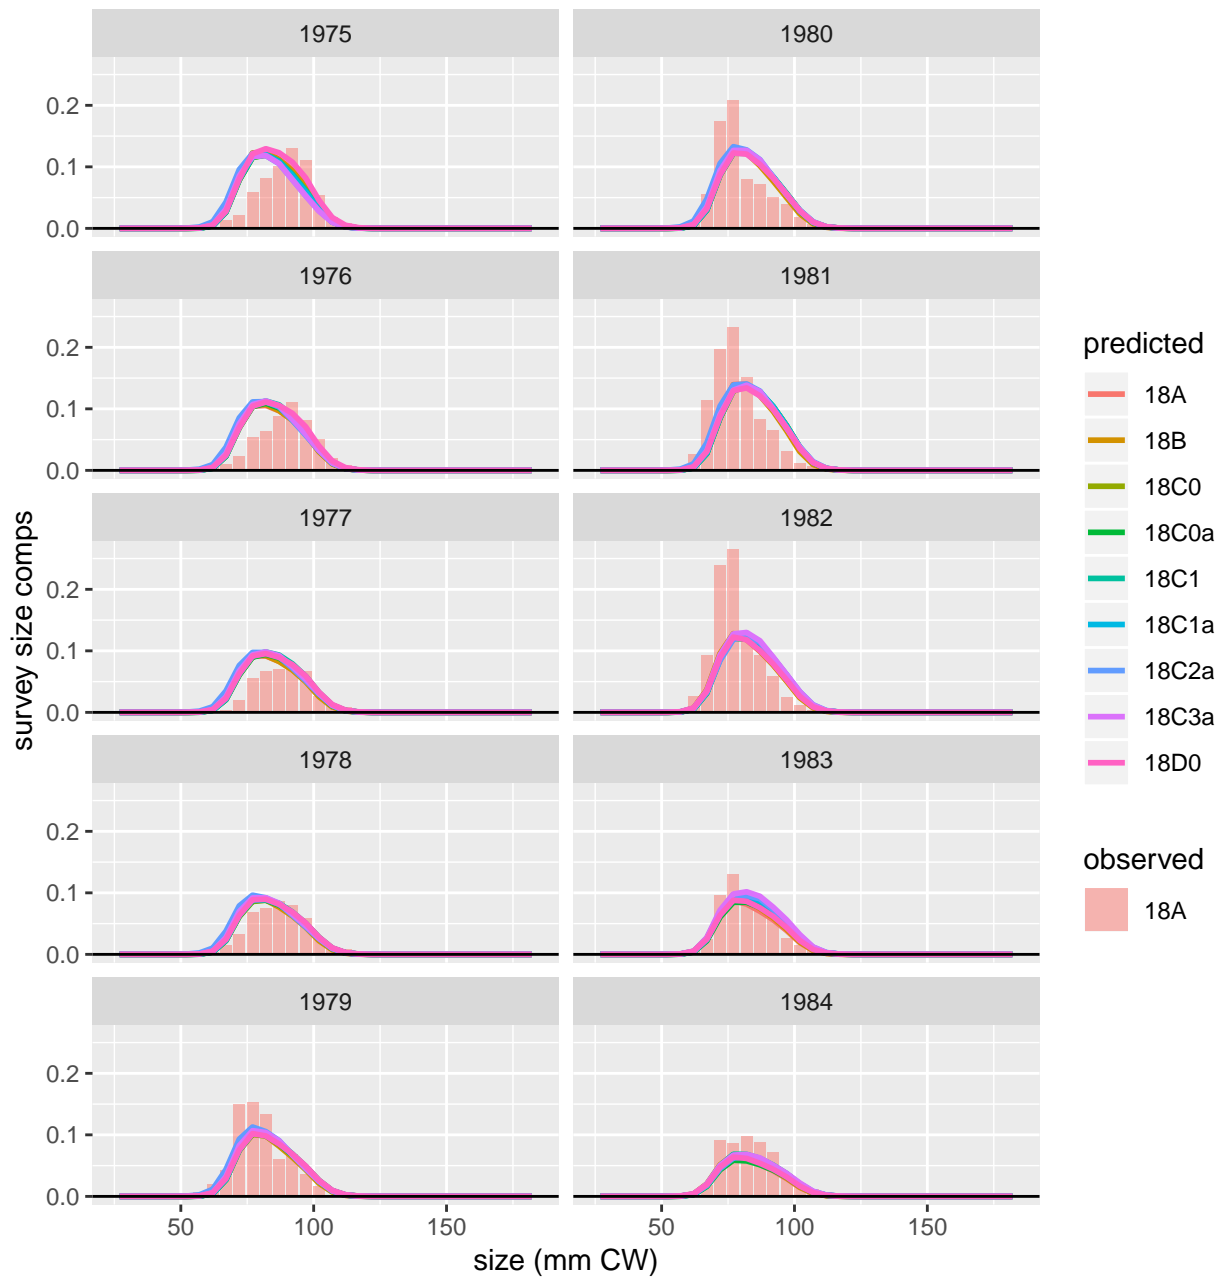 1975
1980
0.2
0.1
0.0
1976
1981
0.2
0.1
0.0
1977
1982
0.2
0.1
0.0
1978
1983
0.2
0.1
0.0
1979
1984
0.2
0.1
0.0
50
100
150
50
100
150
size (mm CW)
survey size comps
predicted
18A
18B
18C0
18C0a
18C1
18C1a
18C2a
18C3a
18D0
observed
18A